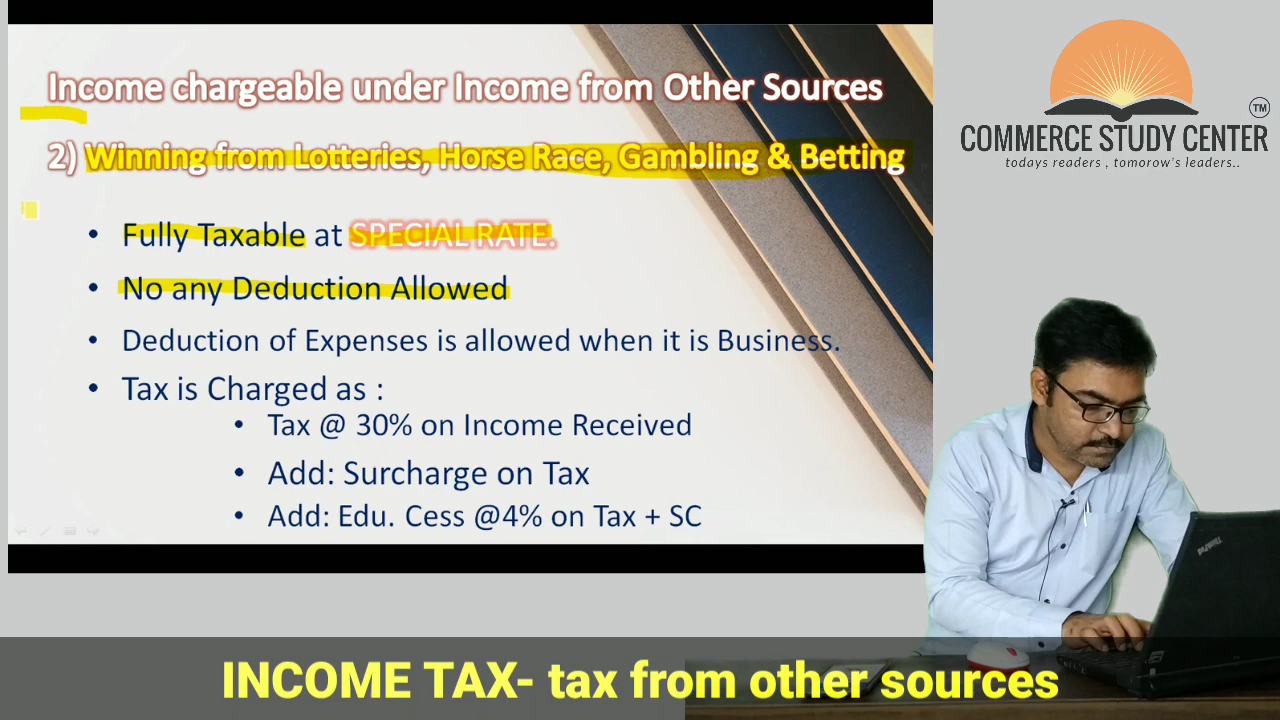 Income chargeable under Income from Other Sources
2) Winning from Lotteries, Horse Race, Gambling & Betting
• Fully Taxable at SPECIAL RATE.
• No any Deduction Allowed
• Deduction of Expenses is allowed when it is Business.
• Tax is Charged as :
• Tax @ 30% on Income Received
• Add: Surcharge on Tax
• Add: Edu. Cess @4% on Tax + SC
TM
COMMERCE STUDY CENTER
todays readers , tomorow's leaders..
ThinkPad
INCOME TAX- tax from other sources